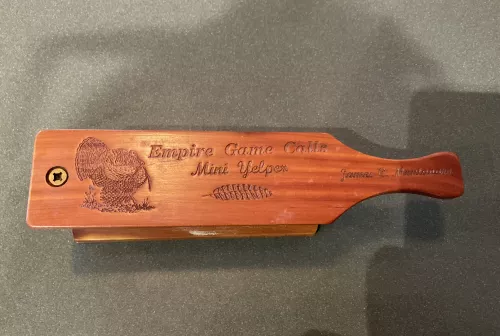 Empire Game Calls
Mini Yelper